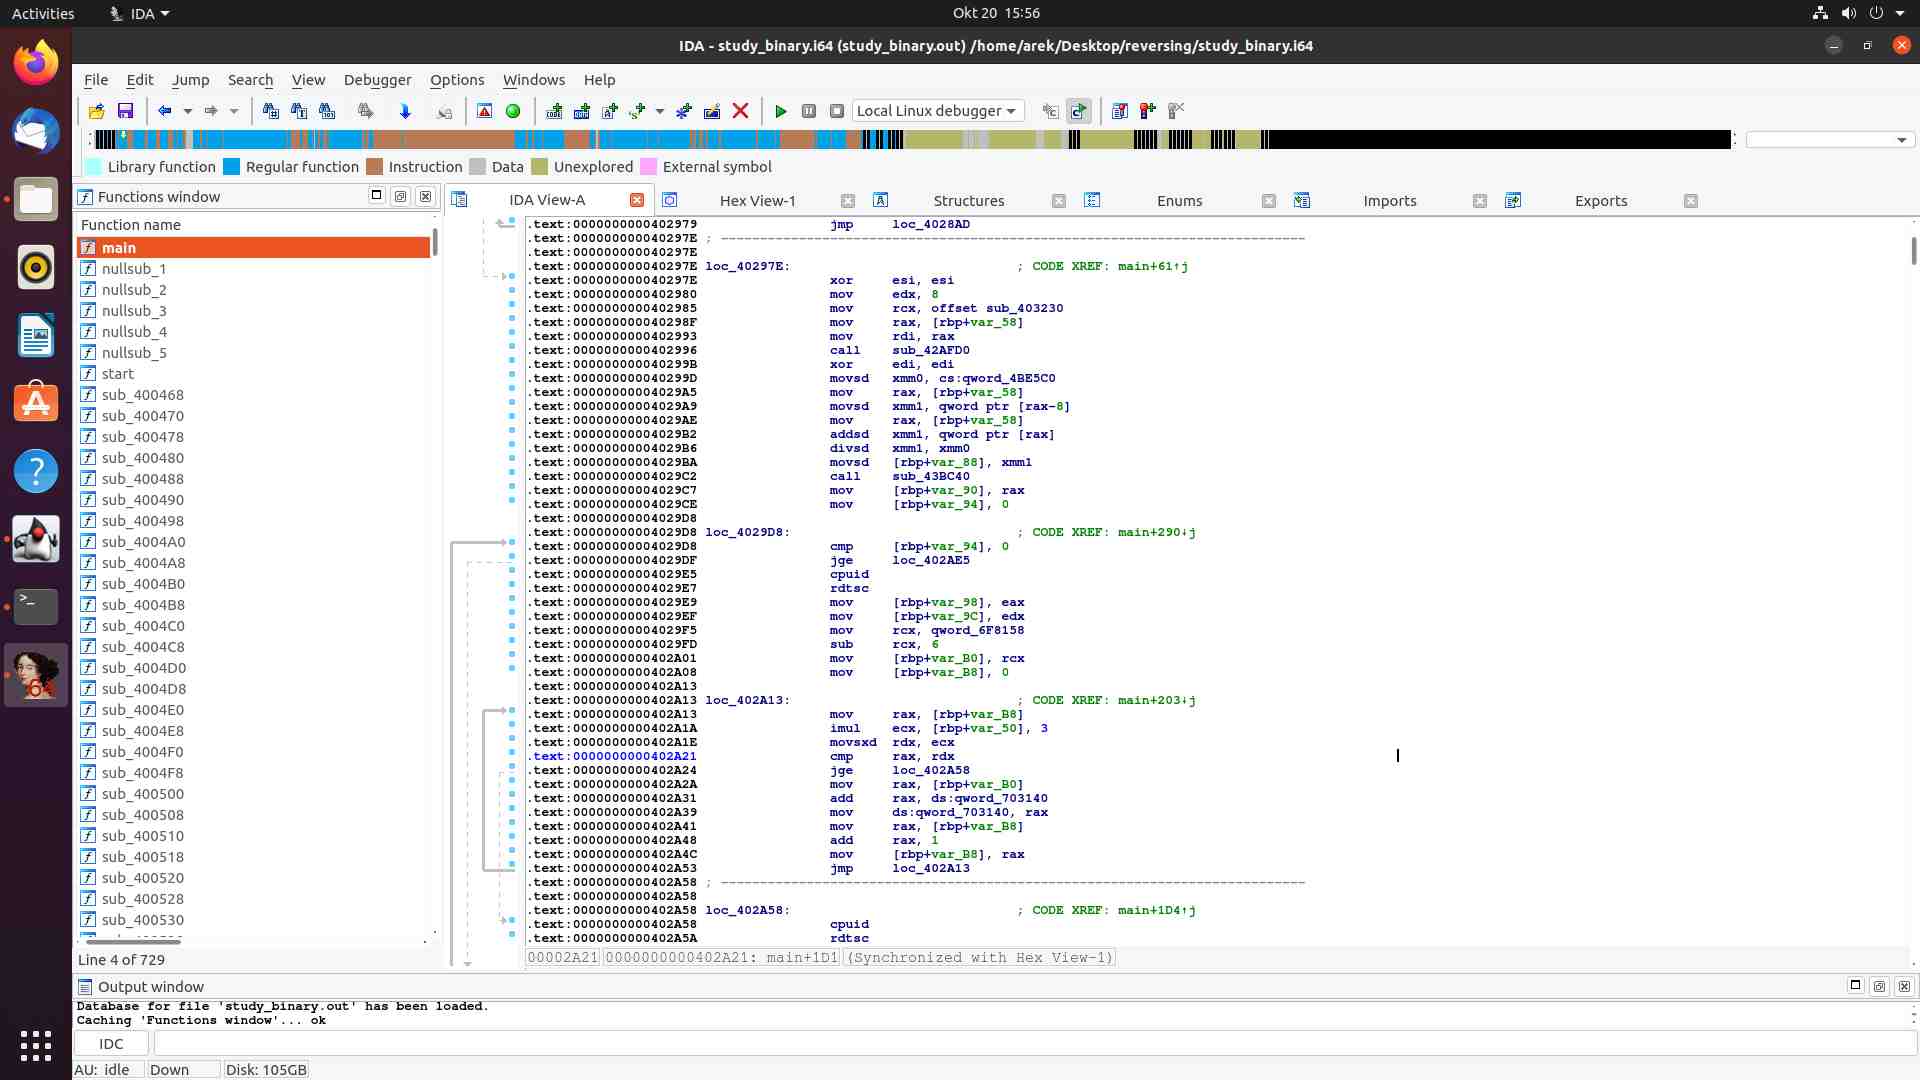 Activities
IDA
Okt 20 15:56
IDA - study_binary.i64 (study_binary.out) /home/arek/Desktop/reversing/study_binary.i64
File Edit Jump Search View Debugger Options Windows Help
Local Linux debugger
Library function Regular function Instruction Data Unexplored External symbol
Functions window
Function name
main
nullsub_1
nullsub_2
nullsub_3
nullsub_4
nullsub_5
start
sub_400468
sub_400470
sub_400478
sub_400480
sub_400488
sub_400490
sub_400498
sub_4004A0
sub_4004A8
sub_4004B0
sub_4004B8
sub_4004C0
sub_4004C8
sub_4004D0
sub_4004D8
sub_4004E0
sub_4004E8
sub_4004F0
sub_4004F8
sub_400500
sub_400508
sub_400510
sub_400518
sub_400520
sub_400528
sub_400530
Line 4 of 729
IDA View-A Hex View-1 Structures Enums Imports Exports
.text:0000000000402979 jmp loc_4028AD
.text:000000000040297E ; ---------------------------------------------------------------------------
.text:000000000040297E
.text:000000000040297E loc_40297E: ; CODE XREF: main+61↑j
.text:000000000040297E xor esi, esi
.text:0000000000402980 mov edx, 8
.text:0000000000402985 mov rcx, offset sub_403230
.text:000000000040298F mov rax, [rbp+var_58]
.text:0000000000402993 mov rdi, rax
.text:0000000000402996 call sub_42AFD0
.text:000000000040299B xor edi, edi
.text:000000000040299D movsd xmm0, cs:qword_4BE5C0
.text:00000000004029A5 mov rax, [rbp+var_58]
.text:00000000004029A9 movsd xmm1, qword ptr [rax-8]
.text:00000000004029AE mov rax, [rbp+var_58]
.text:00000000004029B2 addsd xmm1, qword ptr [rax]
.text:00000000004029B6 divsd xmm1, xmm0
.text:00000000004029BA movsd [rbp+var_88], xmm1
.text:00000000004029C2 call sub_43BC40
.text:00000000004029C7 mov [rbp+var_90], rax
.text:00000000004029CE mov [rbp+var_94], 0
.text:00000000004029D8
.text:00000000004029D8 loc_4029D8: ; CODE XREF: main+290↓j
.text:00000000004029D8 cmp [rbp+var_94], 0
.text:00000000004029DF jge loc_402AE5
.text:00000000004029E5 cpuid
.text:00000000004029E7 rdtsc
.text:00000000004029E9 mov [rbp+var_98], eax
.text:00000000004029EF mov [rbp+var_9C], edx
.text:00000000004029F5 mov rcx, qword_6F8158
.text:00000000004029FD sub rcx, 6
.text:0000000000402A01 mov [rbp+var_B0], rcx
.text:0000000000402A08 mov [rbp+var_B8], 0
.text:0000000000402A13
.text:0000000000402A13 loc_402A13: ; CODE XREF: main+203↓j
.text:0000000000402A13 mov rax, [rbp+var_B8]
.text:0000000000402A1A imul ecx, [rbp+var_50], 3
.text:0000000000402A1E movsxd rdx, ecx
.text:0000000000402A21 cmp rax, rdx
.text:0000000000402A24 jge loc_402A58
.text:0000000000402A2A mov rax, [rbp+var_B0]
.text:0000000000402A31 add rax, ds:qword_703140
.text:0000000000402A39 mov ds:qword_703140, rax
.text:0000000000402A41 mov rax, [rbp+var_B8]
.text:0000000000402A48 add rax, 1
.text:0000000000402A4C mov [rbp+var_B8], rax
.text:0000000000402A53 jmp loc_402A13
.text:0000000000402A58 ; ---------------------------------------------------------------------------
.text:0000000000402A58
.text:0000000000402A58 loc_402A58: ; CODE XREF: main+1D4↑j
.text:0000000000402A58 cpuid
.text:0000000000402A5A rdtsc
00002A21 0000000000402A21: main+1D1 (Synchronized with Hex View-1)
Output window
Database for file 'study_binary.out' has been loaded.
Caching 'Functions window'... ok
IDC
AU: idle Down Disk: 105GB